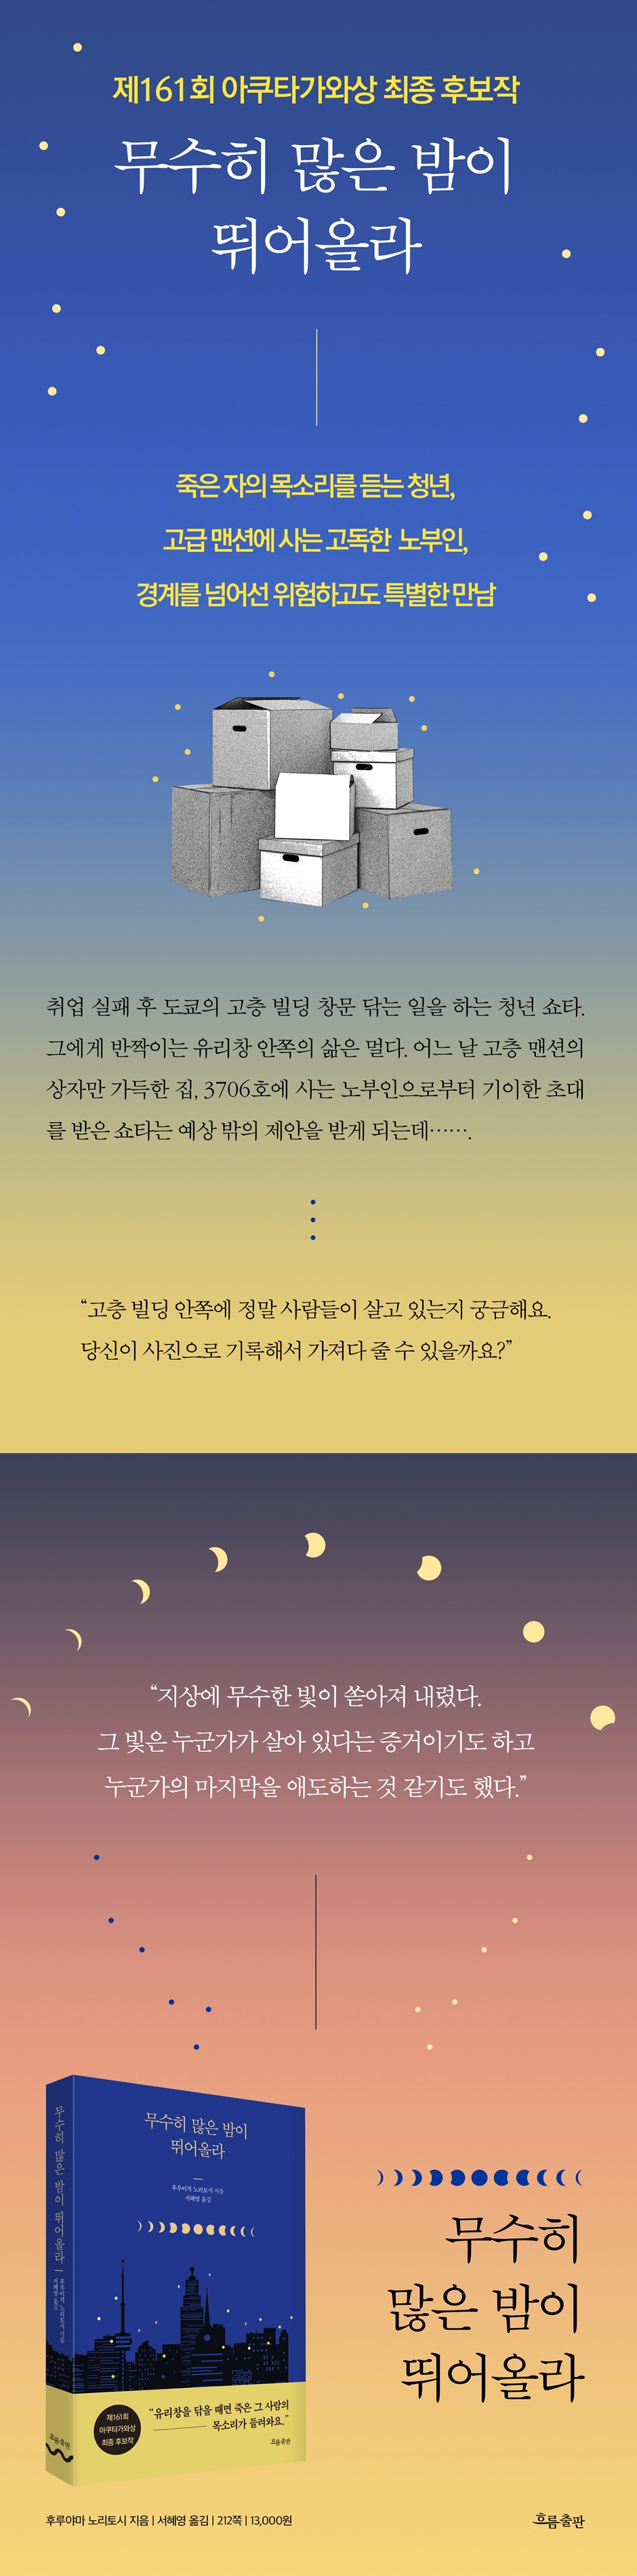 제161회 아쿠타가와상 최종 후보작
무수히 많은 밤이
뛰어올라
죽은 자의 목소리를 듣는 청년,
고급 맨션에 사는 고독한 노부인,
경계를 넘어선 위험하고도 특별한 만남
취업 실패 후 도쿄의 고층 빌딩 창문 닦는 일을 하는 청년 쇼타.
그에게 반짝이는 유리창 안쪽의 삶은 멀다. 어느 날 고층 맨션의
상자만 가득한 집, 3706호에 사는 노부인으로부터 기이한 초대
를 받은 쇼타는 예상 밖의 제안을 받게 되는데…….
“고층 빌딩 안쪽에 정말 사람들이 살고 있는지 궁금해요.
당신이 사진으로 기록해서 가져다 줄 수 있을까요?”
“지상에 무수한 빛이 쏟아져 내렸다.
그 빛은 누군가가 살아 있다는 증거이기도 하고
누군가의 마지막을 애도하는 것 같기도 했다.”
무수히 많은 밤이 뛰어올라
후루이치 노리토시 지음
서혜영 옮김
흐름출판
무수히 많은 밤이
뛰어올라
후루이치 노리토시 지음
서혜영 옮김
제161회
아쿠타가와상
최종 후보작
“유리창을 닦을 때면 죽은 그 사람의
목소리가 들려와요.”
흐름출판
무수히
많은 밤이
뛰어올라
후루야마 노리토시 지음 | 서혜영 옮김 | 212쪽 | 13,000원
흐름출판